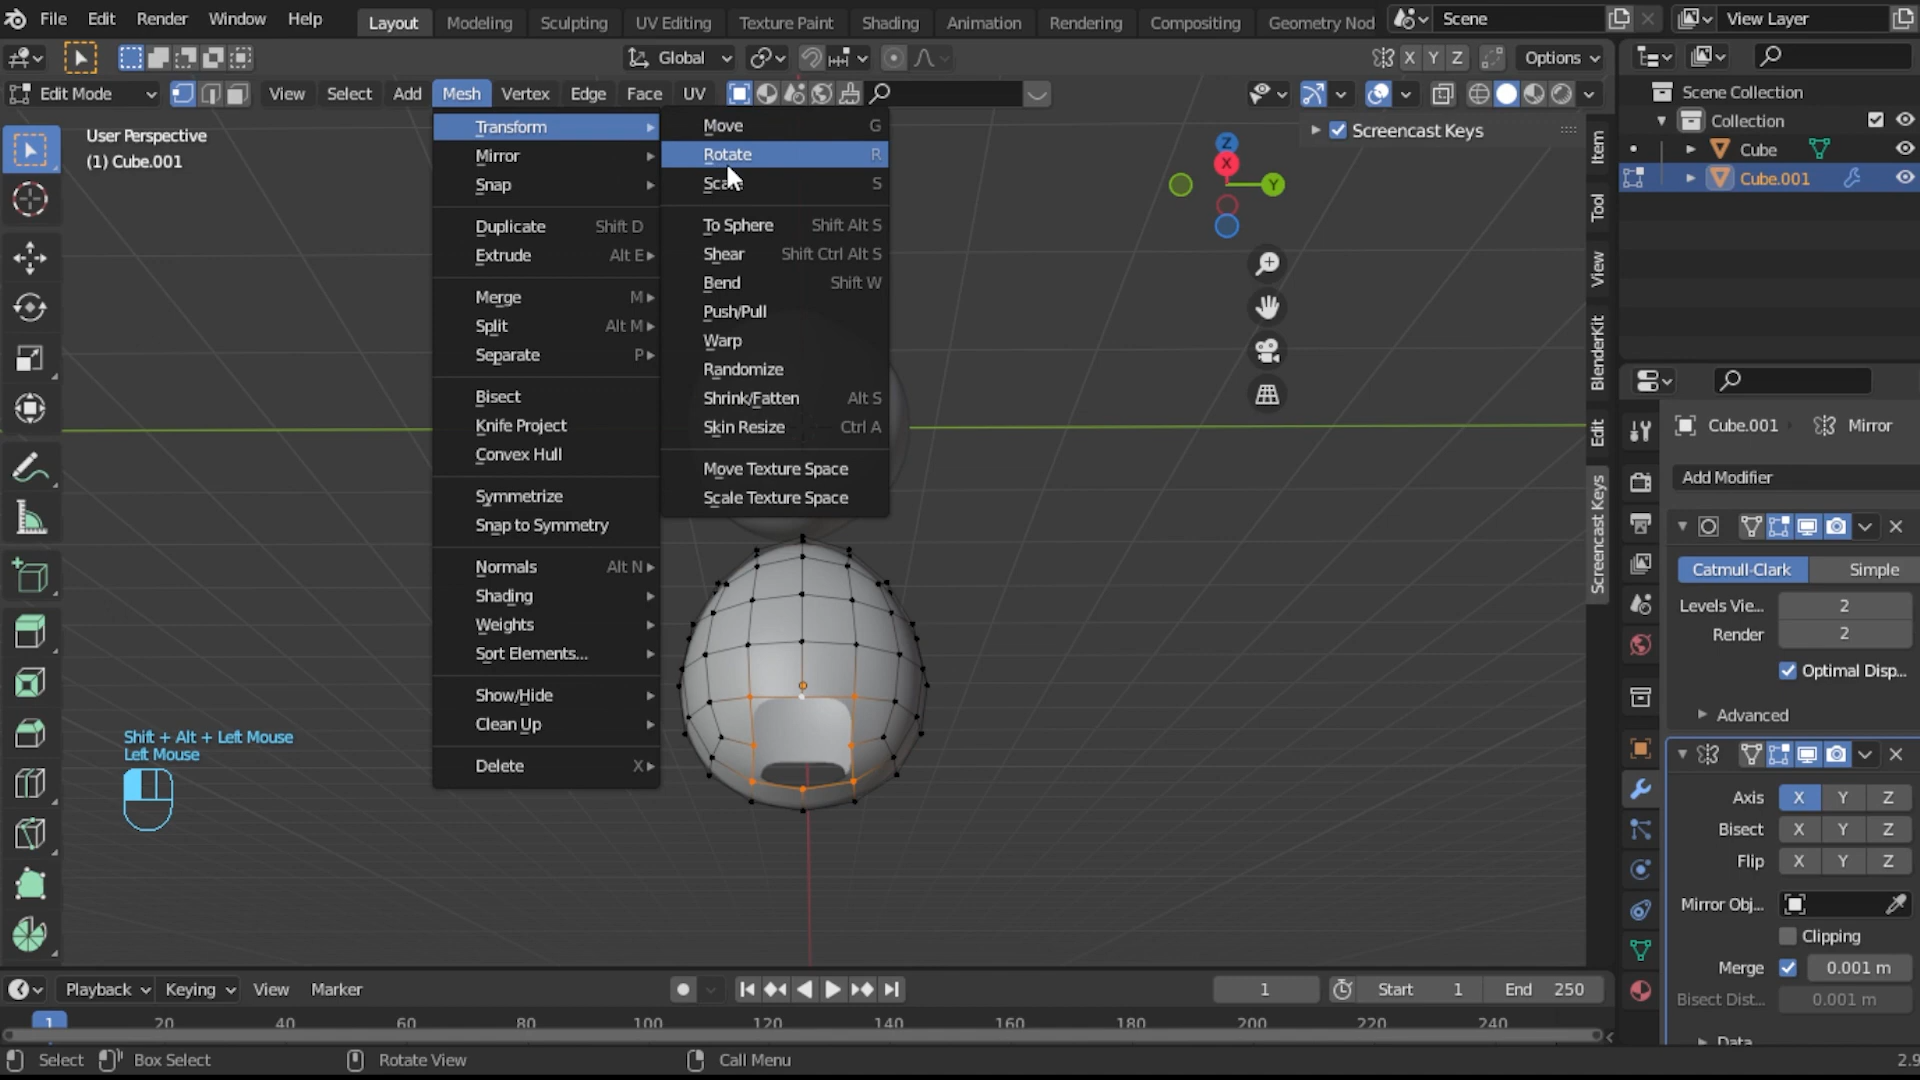 File Edit Render Window Help Layout Modeling Sculpting UV Editing Texture Paint Shading Animation Rendering Compositing Geometry Nod Scene View Layer
Global X Y Z Options
Edit Mode View Select Add Mesh Vertex Edge Face UV
User Perspective
(1) Cube.001
Transform
Mirror
Snap
Duplicate Shift D
Extrude Alt E
Merge M
Split Alt M
Separate P
Bisect
Knife Project
Convex Hull
Symmetrize
Snap to Symmetry
Normals Alt N
Shading
Weights
Sort Elements...
Show/Hide
Clean Up
Delete X
Move G
Rotate R
Scale S
To Sphere Shift Alt S
Shear Shift Ctrl Alt S
Bend Shift W
Push/Pull
Warp
Randomize
Shrink/Fatten Alt S
Skin Resize Ctrl A
Move Texture Space
Scale Texture Space
Shift + Alt + Left Mouse
Left Mouse
Z
X
Y
Screencast Keys
Item
Tool
View
BlenderKit
Edit
Screencast Keys
Scene Collection
Collection
Cube
Cube.001
Cube.001 Mirror
Add Modifier
Catmull-Clark Simple
Levels Vie... 2
Render 2
Optimal Disp...
Advanced
Axis X Y Z
Bisect X Y Z
Flip X Y Z
Mirror Obj...
Clipping
Merge 0.001 m
Bisect Dist... 0.001 m
Data
Playback Keying View Marker 1 Start 1 End 250
1 20 40 60 80 100 120 140 160 180 200 220 240
Select Box Select Rotate View Call Menu 2.9